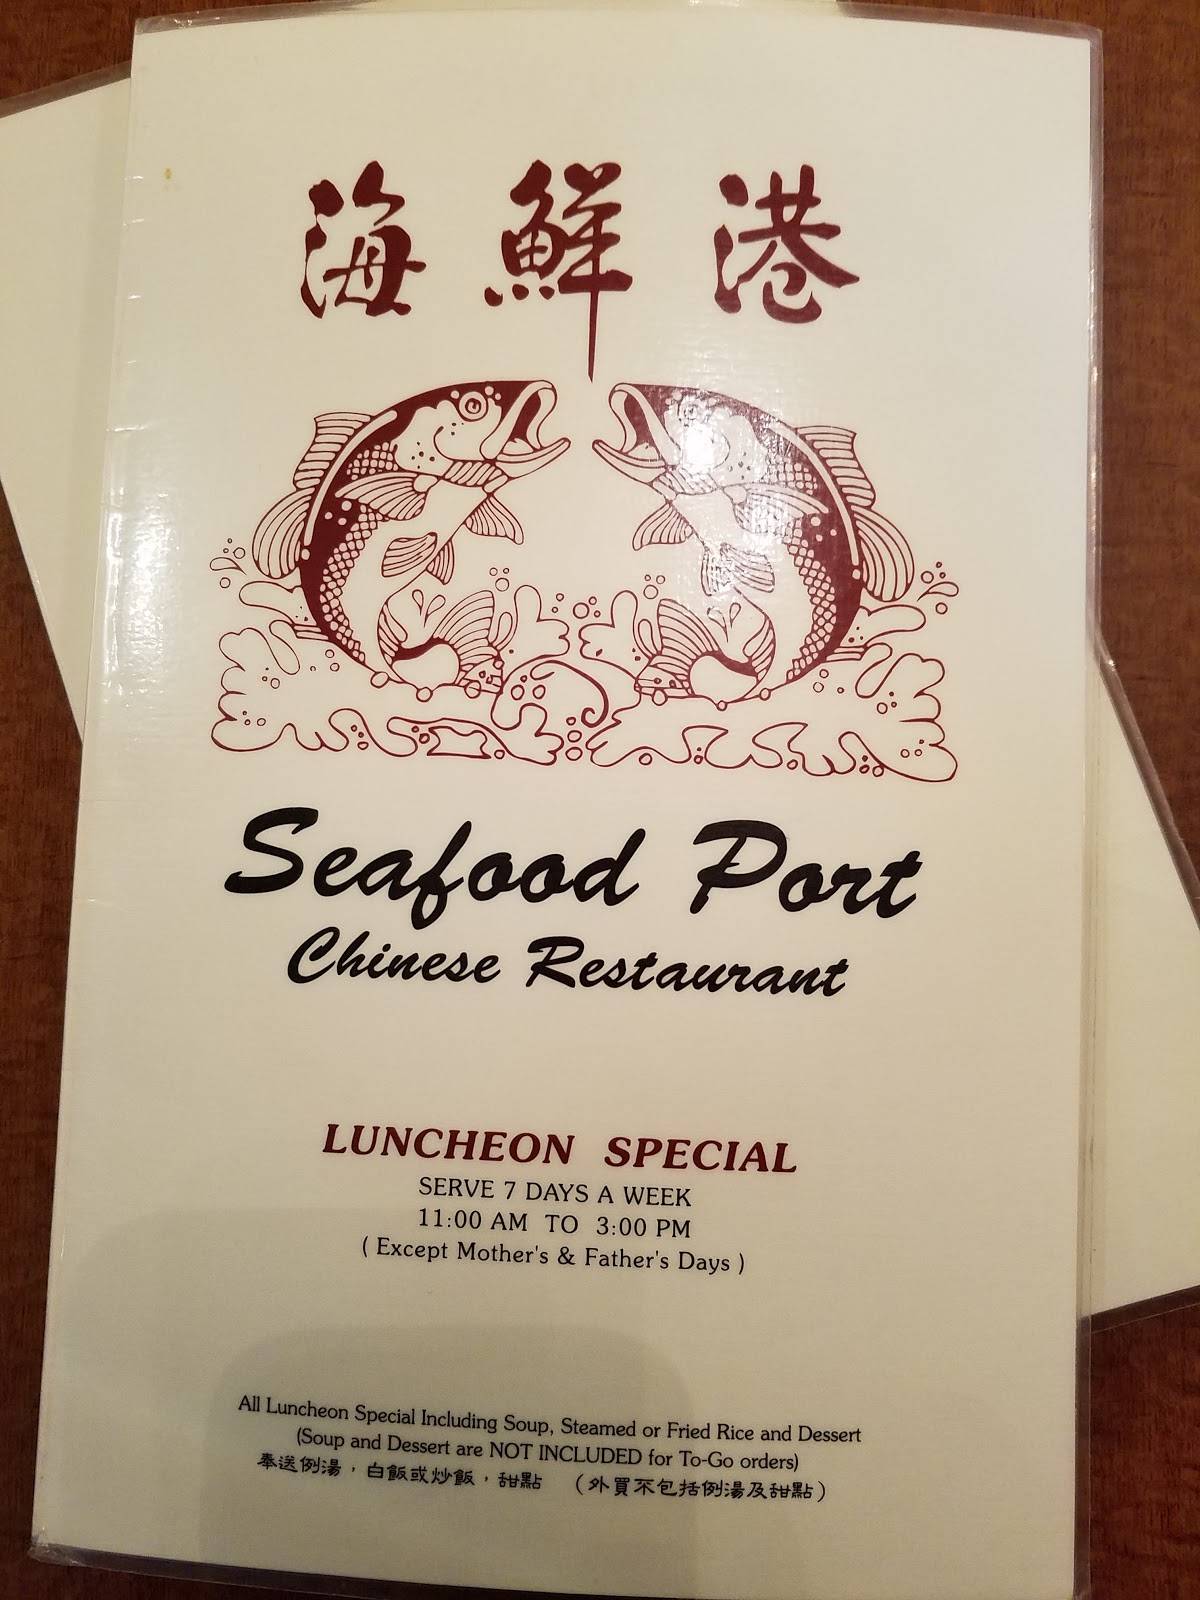 海鮮港
Seafood Port
Chinese Restaurant
LUNCHEON SPECIAL
SERVE 7 DAYS A WEEK
11:00 AM TO 3:00 PM
( Except Mother's & Father's Days )
All Luncheon Special Including Soup, Steamed or Fried Rice and Dessert
(Soup and Dessert are NOT INCLUDED for To-Go orders)
奉送例湯，白飯或炒飯，甜點 （外買不包括例湯及甜點）